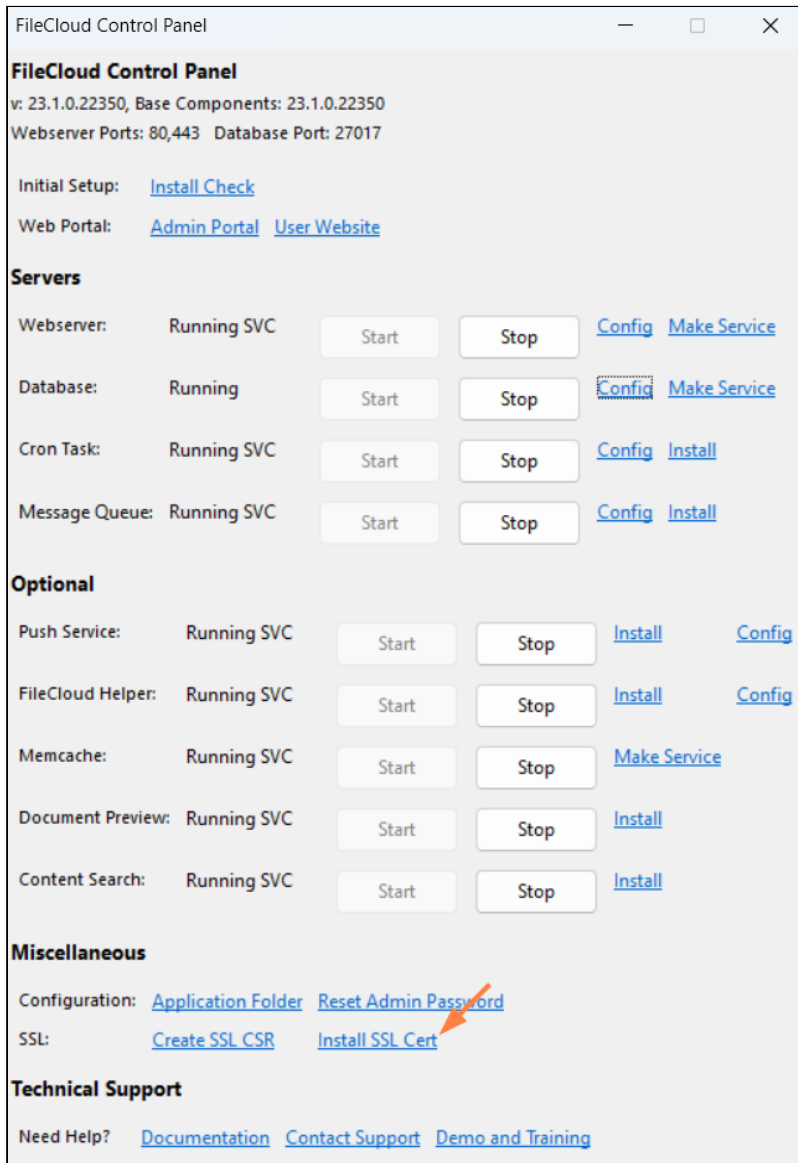 FileCloud Control Panel
FileCloud Control Panel
v: 23.1.0.22350, Base Components: 23.1.0.22350
Webserver Ports: 80,443 Database Port: 27017
Initial Setup: Install Check
Web Portal: Admin Portal User Website
Servers
Webserver: Running SVC Start Stop Config Make Service
Database: Running Start Stop Config Make Service
Cron Task: Running SVC Start Stop Config Install
Message Queue: Running SVC Start Stop Config Install
Optional
Push Service: Running SVC Start Stop Install Config
FileCloud Helper: Running SVC Start Stop Install Config
Memcache: Running SVC Start Stop Make Service
Document Preview: Running SVC Start Stop Install
Content Search: Running SVC Start Stop Install
Miscellaneous
Configuration: Application Folder Reset Admin Password
SSL: Create SSL CSR Install SSL Cert
Technical Support
Need Help? Documentation Contact Support Demo and Training